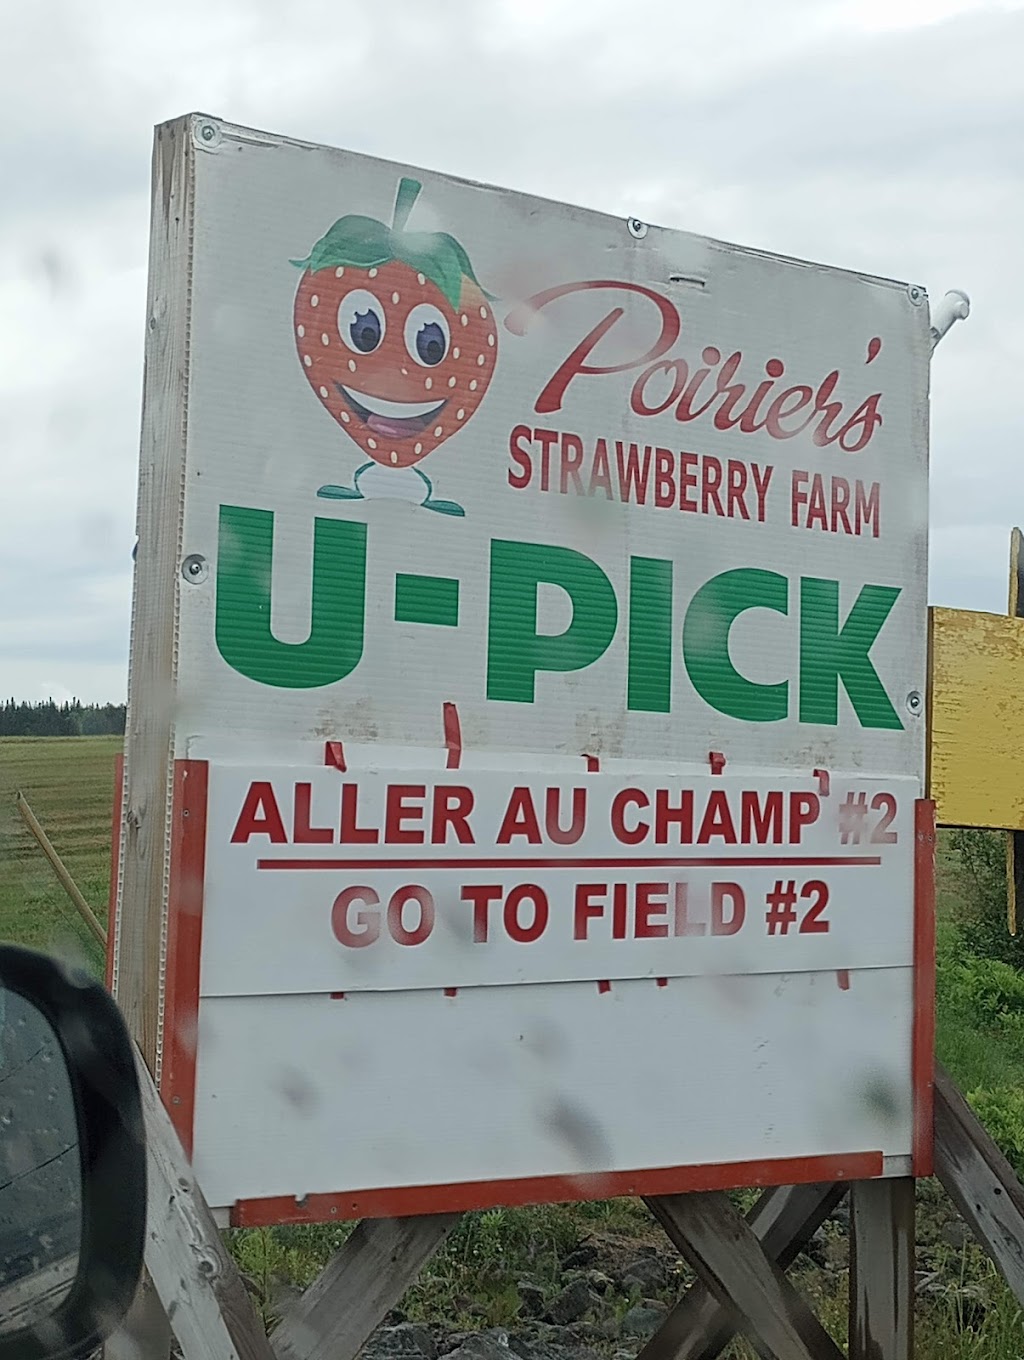 Poirier's
STRAWBERRY FARM
U-PICK
ALLER AU CHAMP #2
GO TO FIELD #2